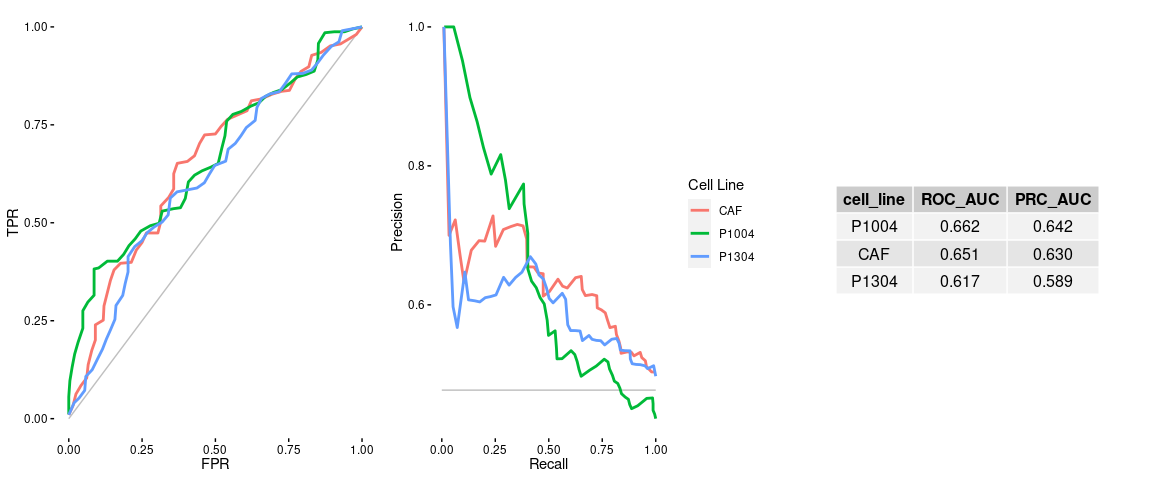 1.00
0.75
0.50
0.25
0.00
TPR
0.00 0.25 0.50 0.75 1.00
FPR
1.0
0.8
0.6
Precision
0.00 0.25 0.50 0.75 1.00
Recall
Cell Line
CAF
P1004
P1304
cell_line ROC_AUC PRC_AUC
P1004 0.662 0.642
CAF 0.651 0.630
P1304 0.617 0.589